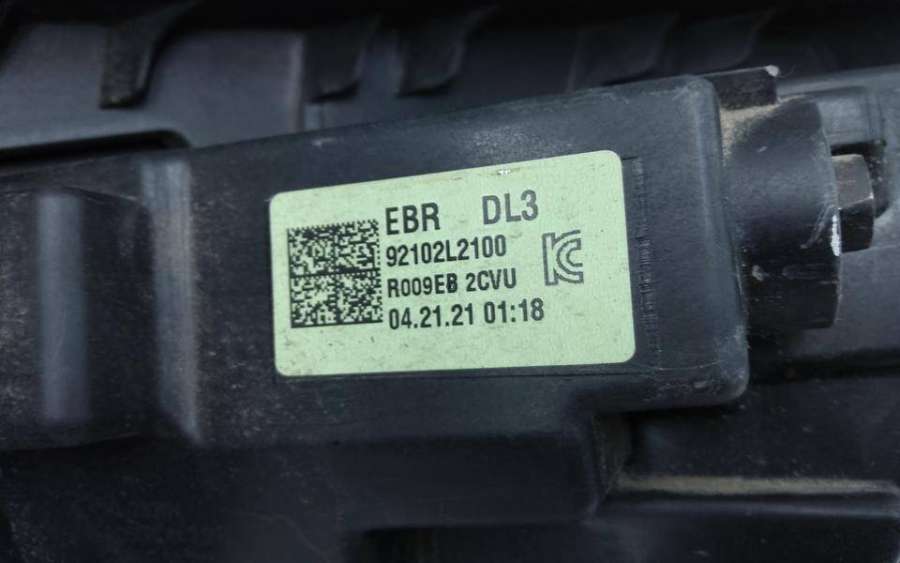 EBR DL3
92102L2100
R009EB 2CVU
04.21.21 01:18